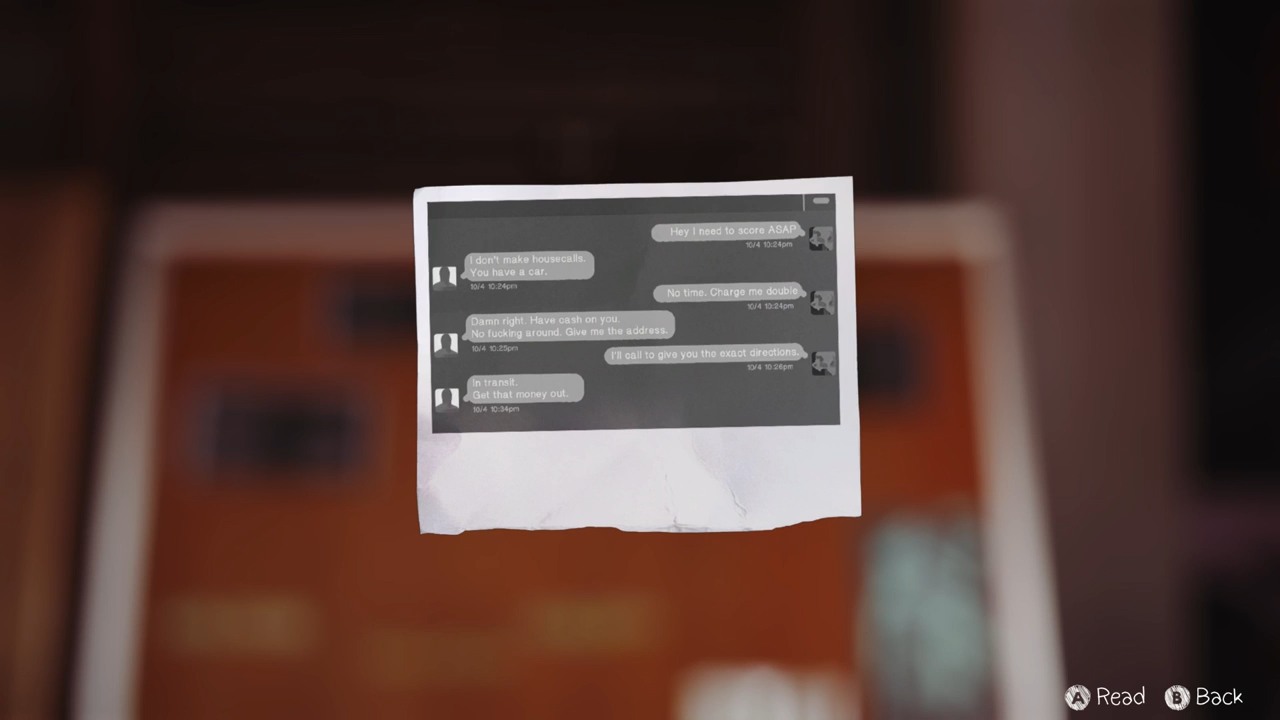 Hey I need to score ASAP
10/4 10:24pm
I don't make housecalls.
You have a car.
10/4 10:24pm
No time. Charge me double
10/4 10:24pm
Damn right. Have cash on you.
No fucking around. Give me the address.
10/4 10:25pm
I'll call to give you the exact directions.
10/4 10:26pm
In transit.
Get that money out.
10/4 10:34pm
A Read B Back